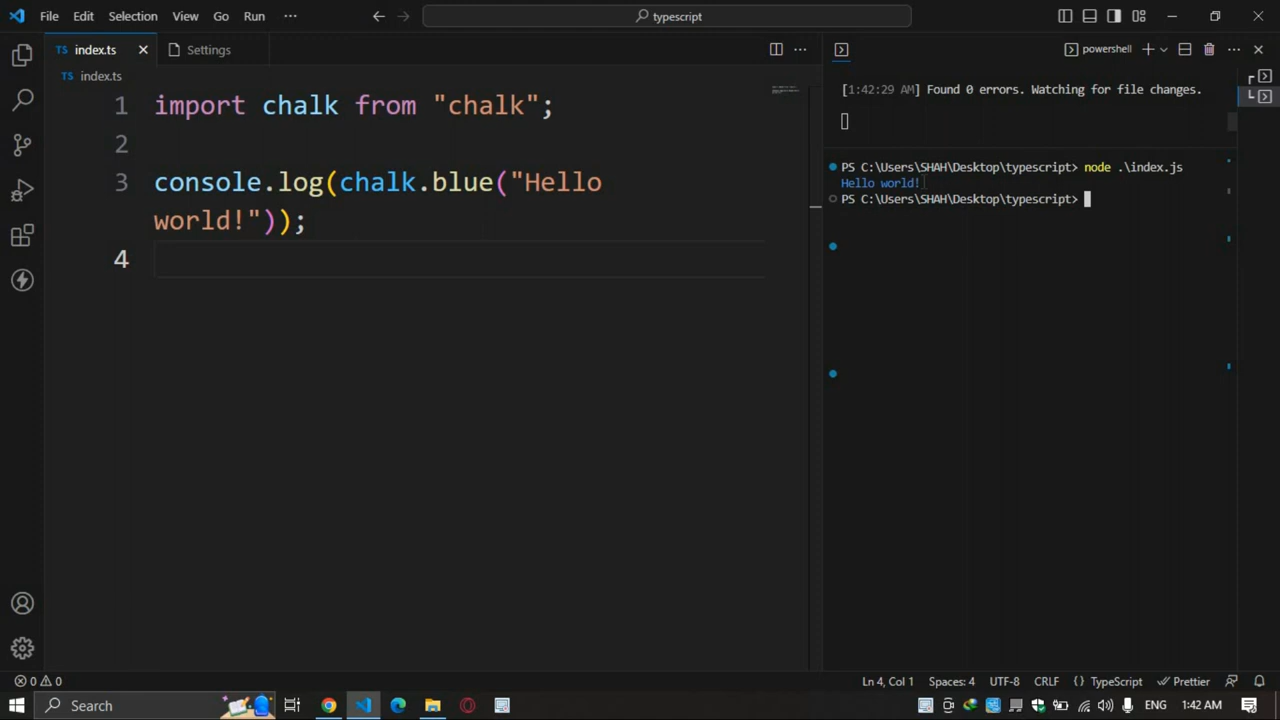 File Edit Selection View Go Run ···
typescript
TS index.ts
Settings
powershell
TS index.ts
1 import chalk from "chalk";
2
3 console.log(chalk.blue("Hello
world!"));
4
[1:42:29 AM] Found 0 errors. Watching for file changes.
PS C:\Users\SHAH\Desktop\typescript> node .\index.js
Hello world!
PS C:\Users\SHAH\Desktop\typescript>
0 0
Ln 4, Col 1 Spaces: 4 UTF-8 CRLF {} TypeScript Prettier
Search
ENG 1:42 AM